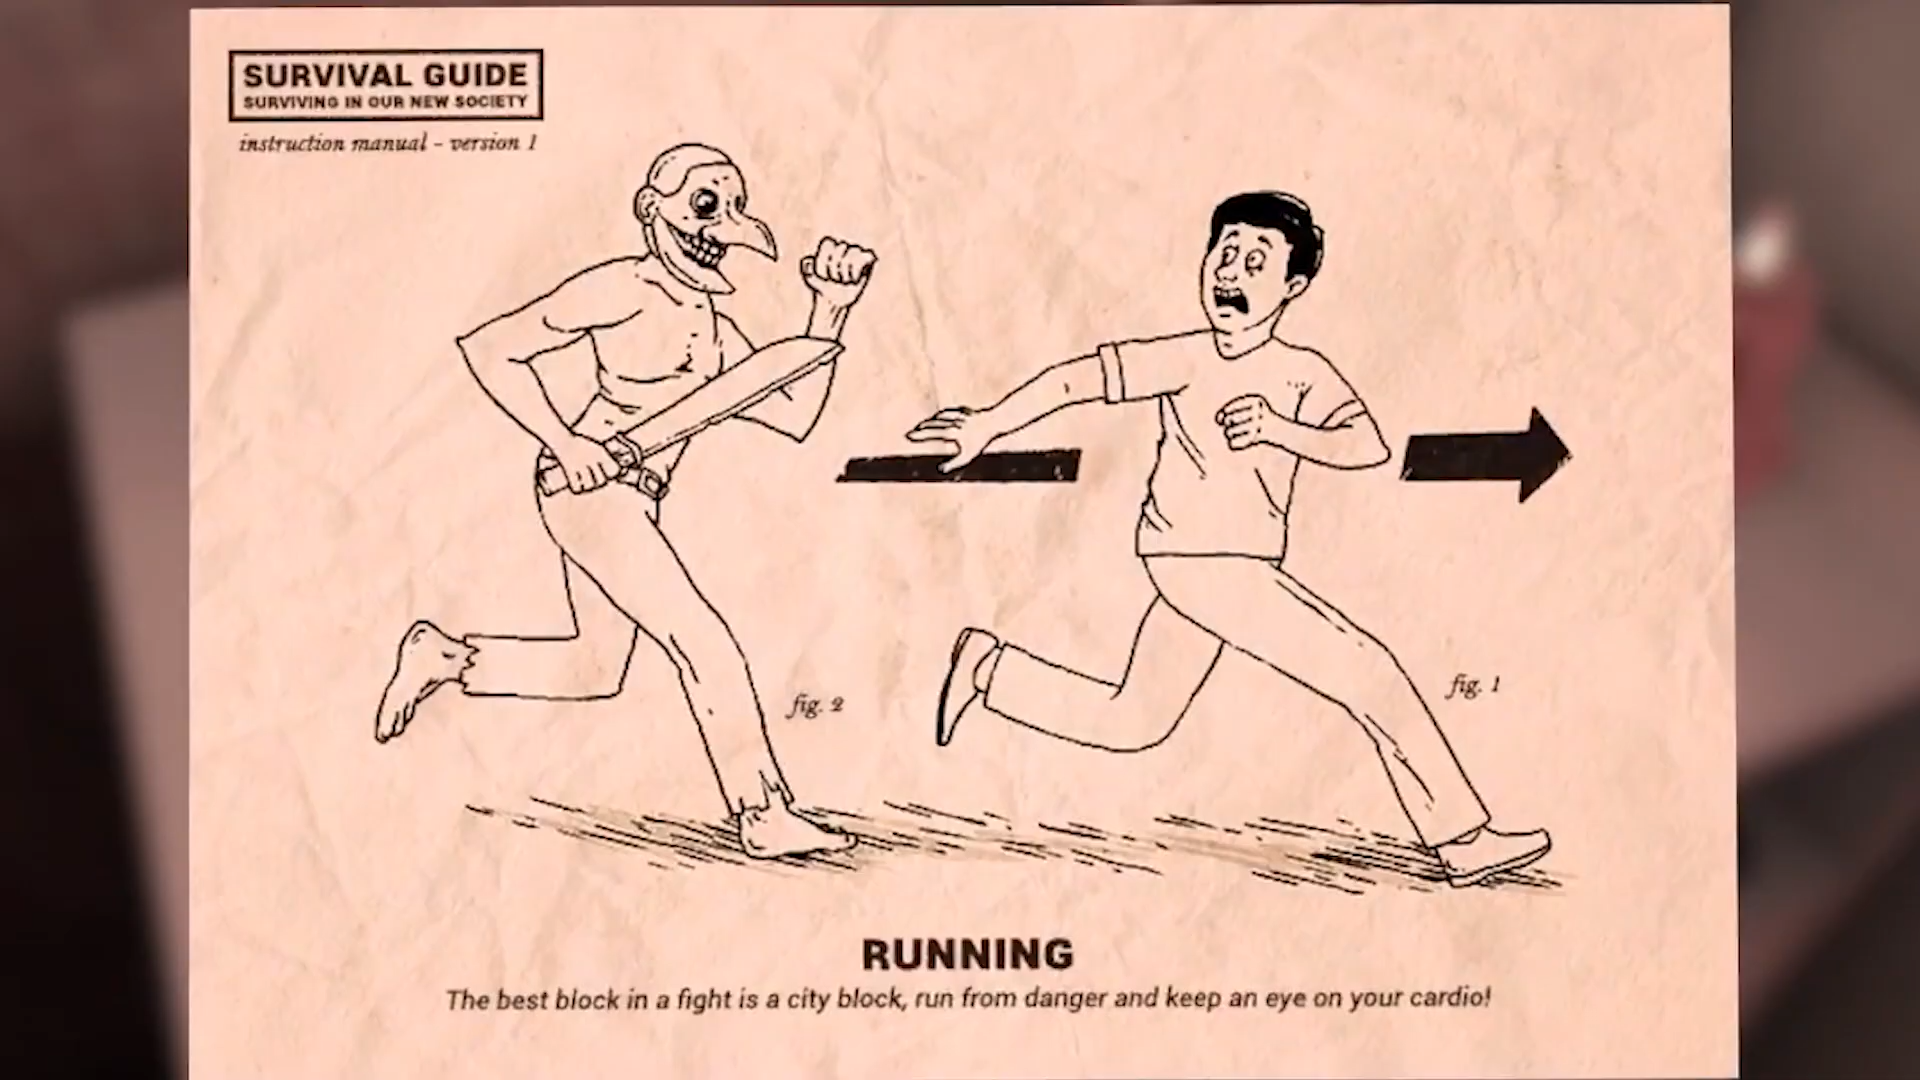 SURVIVAL GUIDE
SURVIVING IN OUR NEW SOCIETY
instruction manual - version 1
fig. 2
fig. 1
RUNNING
The best block in a fight is a city block, run from danger and keep an eye on your cardio!